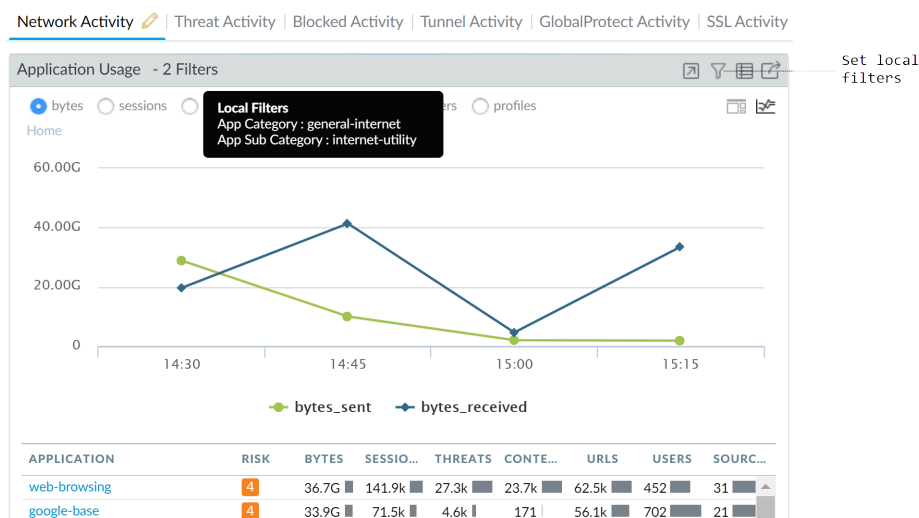 Network Activity Threat Activity Blocked Activity Tunnel Activity GlobalProtect Activity SSL Activity
Application Usage - 2 Filters
Set local
filters
bytes sessions profiles
Local Filters
App Category : general-internet
App Sub Category : internet-utility
Home
60.00G
40.00G
20.00G
0
14:30 14:45 15:00 15:15
bytes_sent bytes_received
APPLICATION RISK BYTES SESSIO... THREATS CONTE... URLS USERS SOURC...
web-browsing 4 36.7G 141.9k 27.3k 23.7k 62.5k 452 31
google-base 4 33.9G 71.5k 4.6k 171 56.1k 702 21